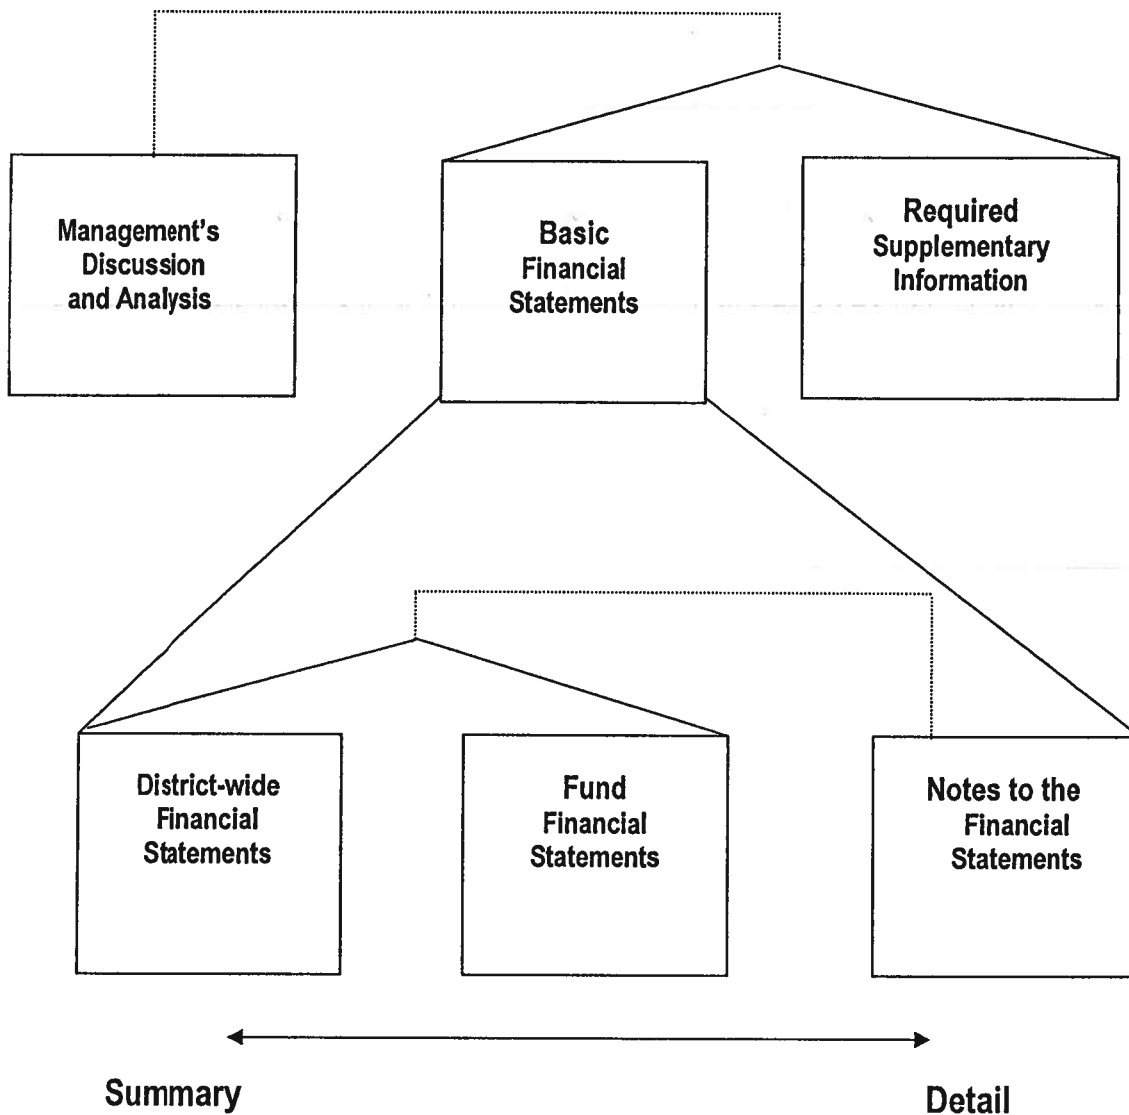 Management's
Discussion
and Analysis
Basic
Financial
Statements
Required
Supplementary
Information
District-wide
Financial
Statements
Fund
Financial
Statements
Notes to the
Financial
Statements
Summary
Detail